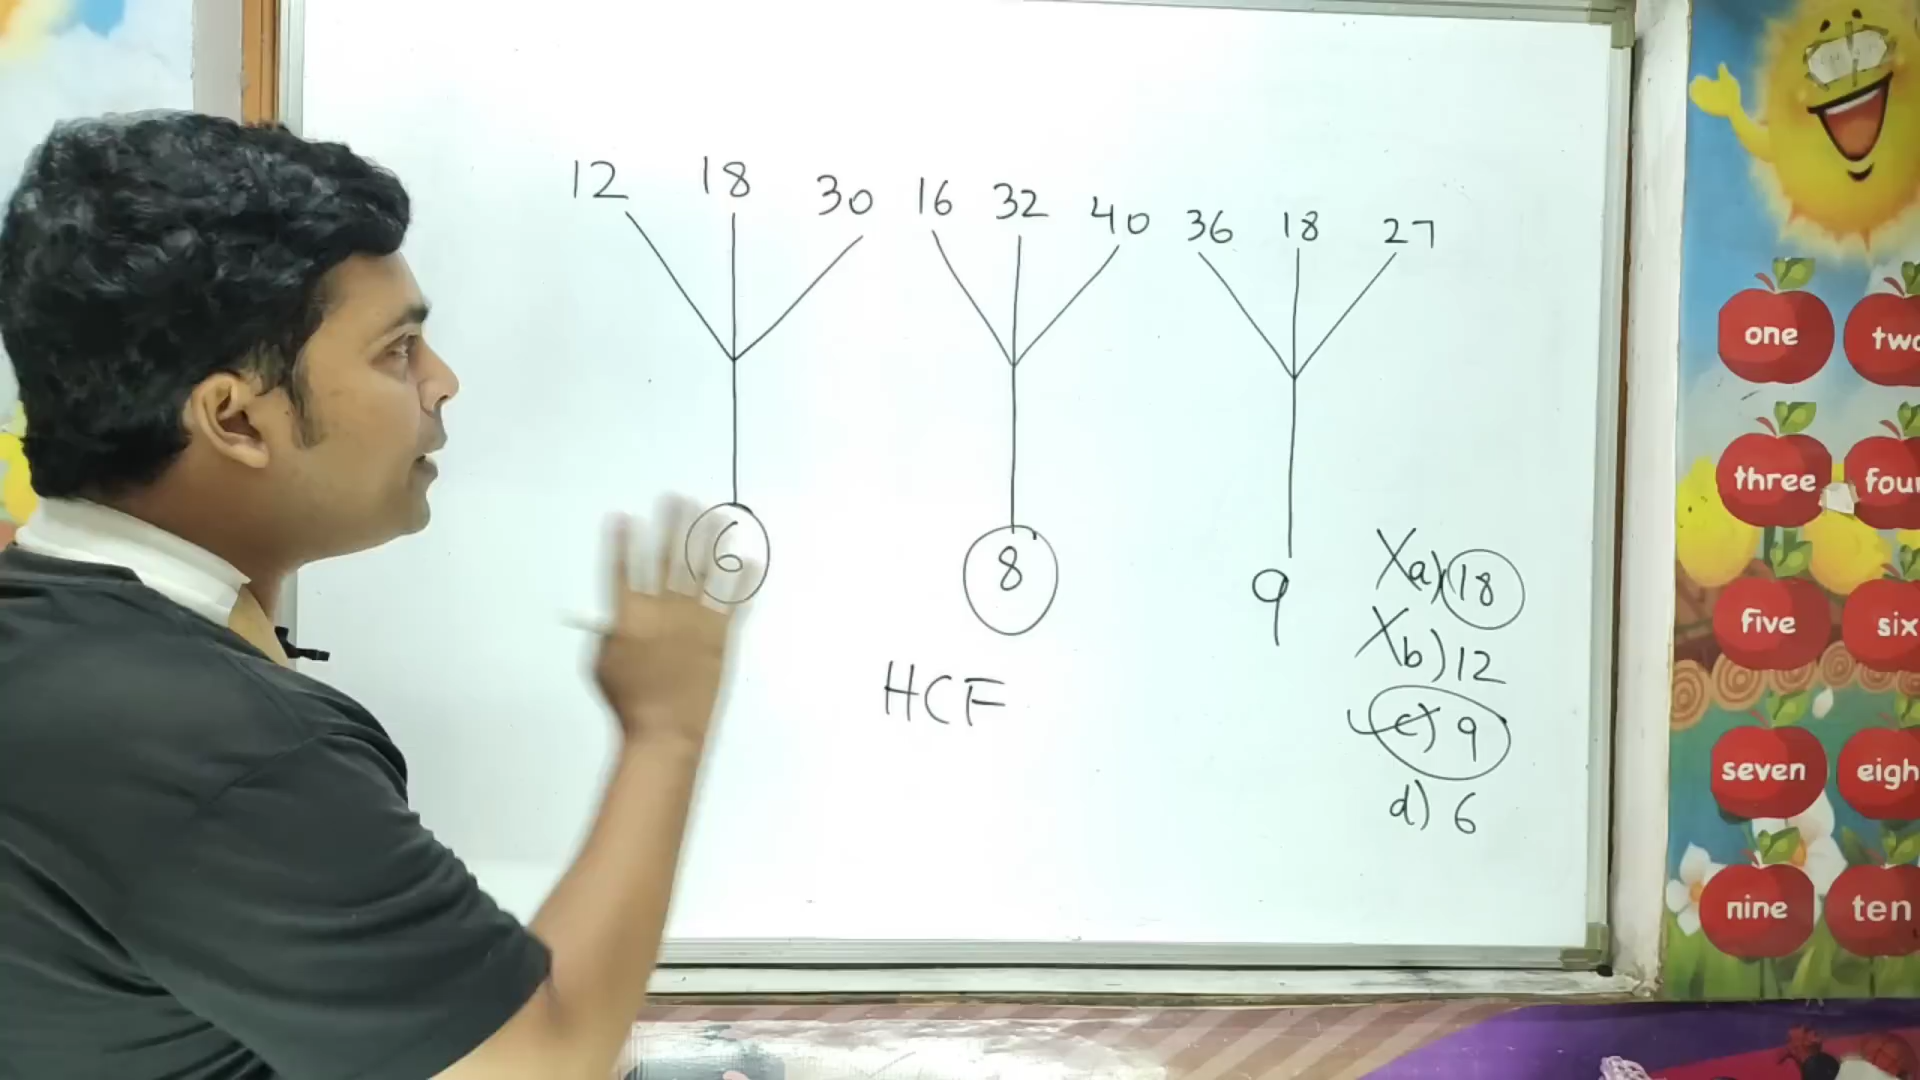 12 18 30 16 32 40 36 18 27
6 8 9
HCF
a) 18
b) 12
c) 9
d) 6
one
three
five
six
seven
nine
ten